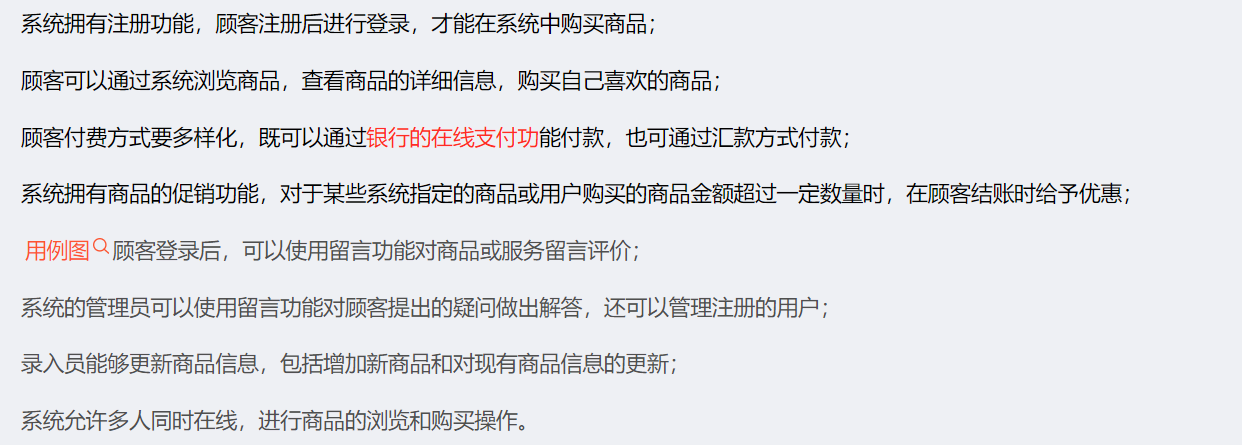 系统拥有注册功能，顾客注册后进行登录，才能在系统中购买商品；
顾客可以通过系统浏览商品，查看商品的详细信息，购买自己喜欢的商品；
顾客付费方式要多样化，既可以通过银行的在线支付功能付款，也可通过汇款方式付款；
系统拥有商品的促销功能，对于某些系统指定的商品或用户购买的商品金额超过一定数量时，在顾客结账时给予优惠；
用例图顾客登录后，可以使用留言功能对商品或服务留言评价；
系统的管理员可以使用留言功能对顾客提出的疑问做出解答，还可以管理注册的用户；
录入员能够更新商品信息，包括增加新商品和对现有商品信息的更新；
系统允许多人同时在线，进行商品的浏览和购买操作。